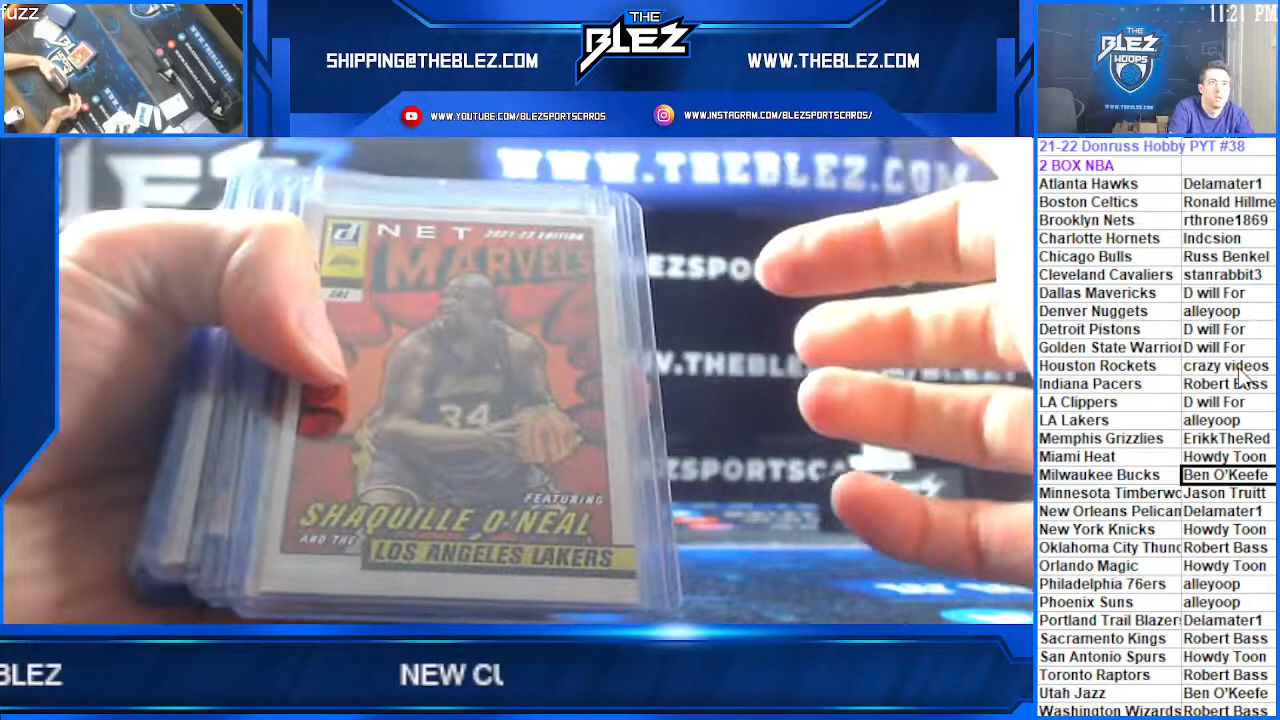 fuzz
THE
BLEZ
SHIPPING@THEBLEZ.COM
WWW.THEBLEZ.COM
WWW.YOUTUBE.COM/BLEZSPORTSCARDS
WWW.INSTAGRAM.COM/BLEZSPORTSCARDS/
11:21 PM
THE
BLEZ
HOOPS
WWW.THEBLEZ.COM
NET
2021-22 EDITION
MARVELS
34
FEATURING
SHAQUILLE O'NEAL
AND THE
LOS ANGELES LAKERS
21-22 Donruss Hobby PYT #38
2 BOX NBA
Atlanta Hawks Delamater1
Boston Celtics Ronald Hillme
Brooklyn Nets rthrone1869
Charlotte Hornets Indcsion
Chicago Bulls Russ Benkel
Cleveland Cavaliers stanrabbit3
Dallas Mavericks D will For
Denver Nuggets alleyoop
Detroit Pistons D will For
Golden State Warrior D will For
Houston Rockets crazy videos
Indiana Pacers Robert Bass
LA Clippers D will For
LA Lakers alleyoop
Memphis Grizzlies ErikkTheRed
Miami Heat Howdy Toon
Milwaukee Bucks Ben O'Keefe
Minnesota Timberwo Jason Truitt
New Orleans Pelican Delamater1
New York Knicks Howdy Toon
Oklahoma City Thund Robert Bass
Orlando Magic Howdy Toon
Philadelphia 76ers alleyoop
Phoenix Suns alleyoop
Portland Trail Blazer Delamater1
Sacramento Kings Robert Bass
San Antonio Spurs Howdy Toon
Toronto Raptors Robert Bass
Utah Jazz Ben O'Keefe
Washington Wizards Robert Bass
BLEZ
NEW CU